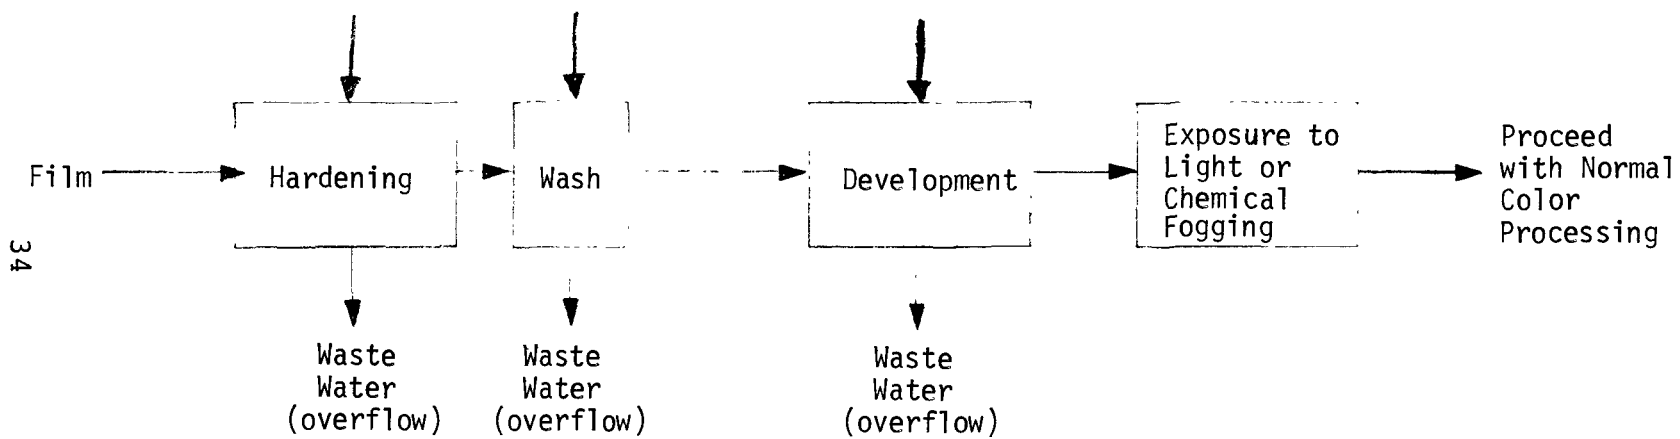 Film
Hardening
Wash
Development
Exposure to
Light or
Chemical
Fogging
Proceed
with Normal
Color
Processing
Waste
Water
(overflow)
Waste
Water
(overflow)
Waste
Water
(overflow)
34